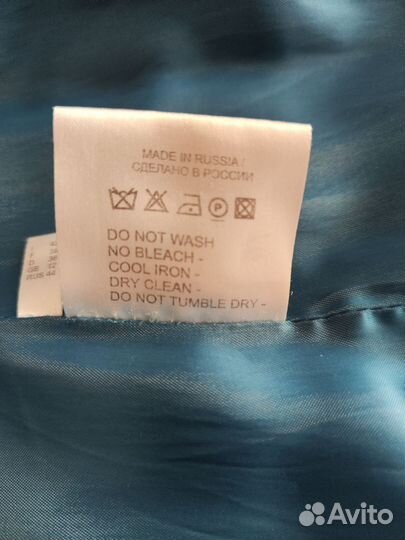 MADE IN RUSSIA /
СДЕЛАНО В РОССИИ
P
DO NOT WASH
NO BLEACH -
COOL IRON -
DRY CLEAN -
DO NOT TUMBLE DRY -
Avito